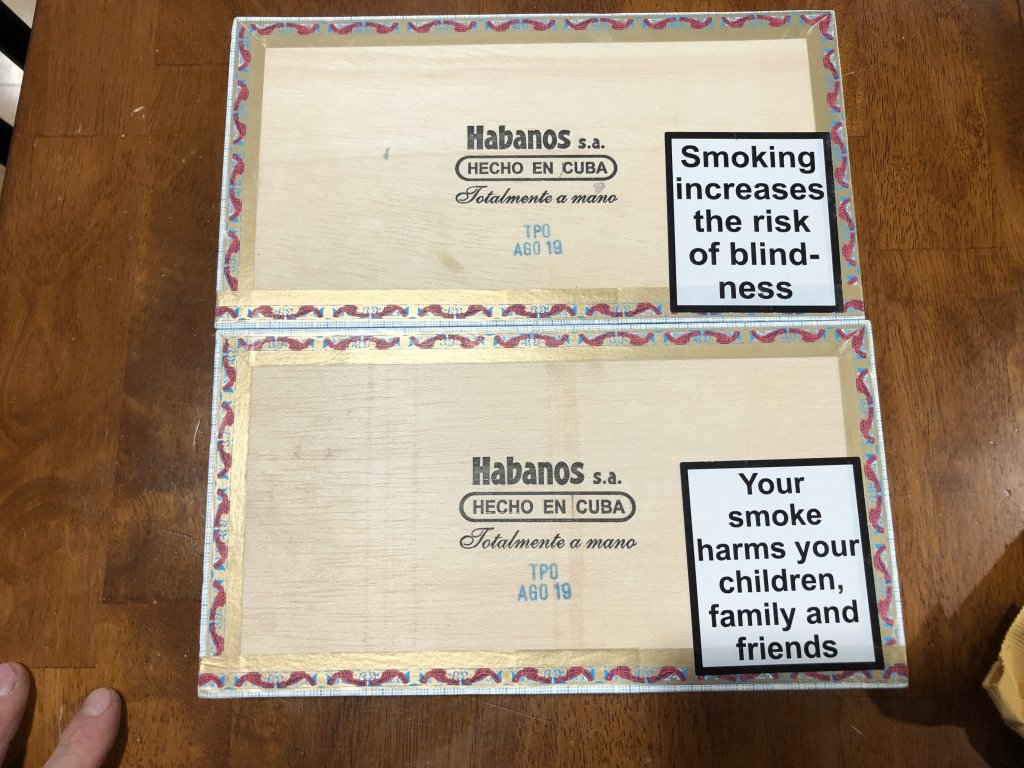 Habanos s.a.
HECHO EN CUBA
Totalmente a mano
TPO
AGO 19
Smoking
increases
the risk
of blind-
ness
Habanos s.a.
HECHO EN CUBA
Totalmente a mano
TPO
AGO 19
Your
smoke
harms your
children,
family and
friends